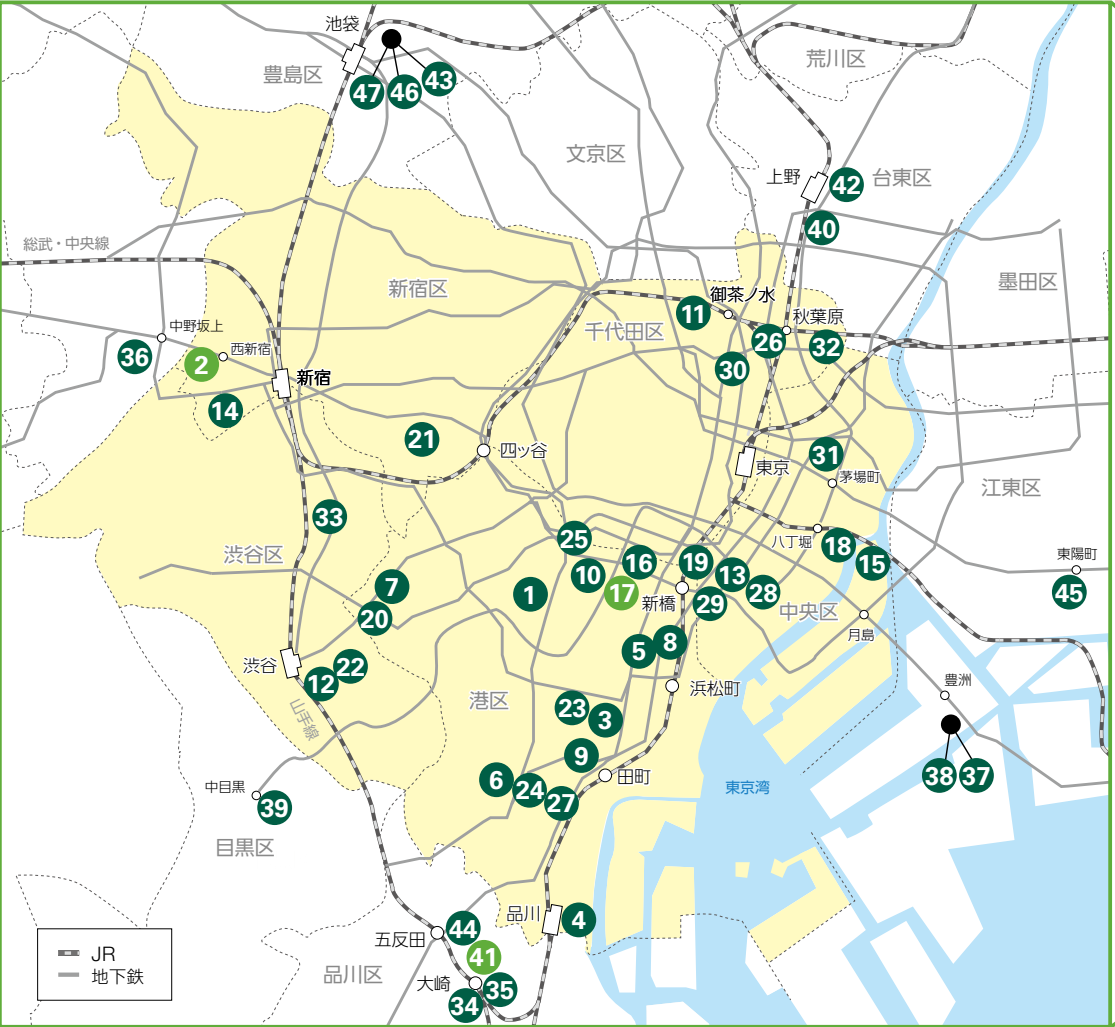 池袋
豊島区
47
46
43
荒川区
文京区
上野
42
台東区
40
総武・中央線
新宿区
墨田区
御茶ノ水
11
千代田区
秋葉原
26
32
30
中野坂上
36
西新宿
2
新宿
14
21
四ッ谷
東京
31
茅場町
江東区
33
渋谷区
25
八丁堀
18
15
東陽町
45
7
20
1
10
16
17
19
新橋
13
29
28
中央区
月島
5
8
渋谷
22
12
山手線
港区
浜松町
豊洲
23
3
9
田町
38
37
6
24
27
東京湾
中目黒
39
目黒区
品川
4
五反田
44
41
品川区
大崎
35
34
JR
地下鉄